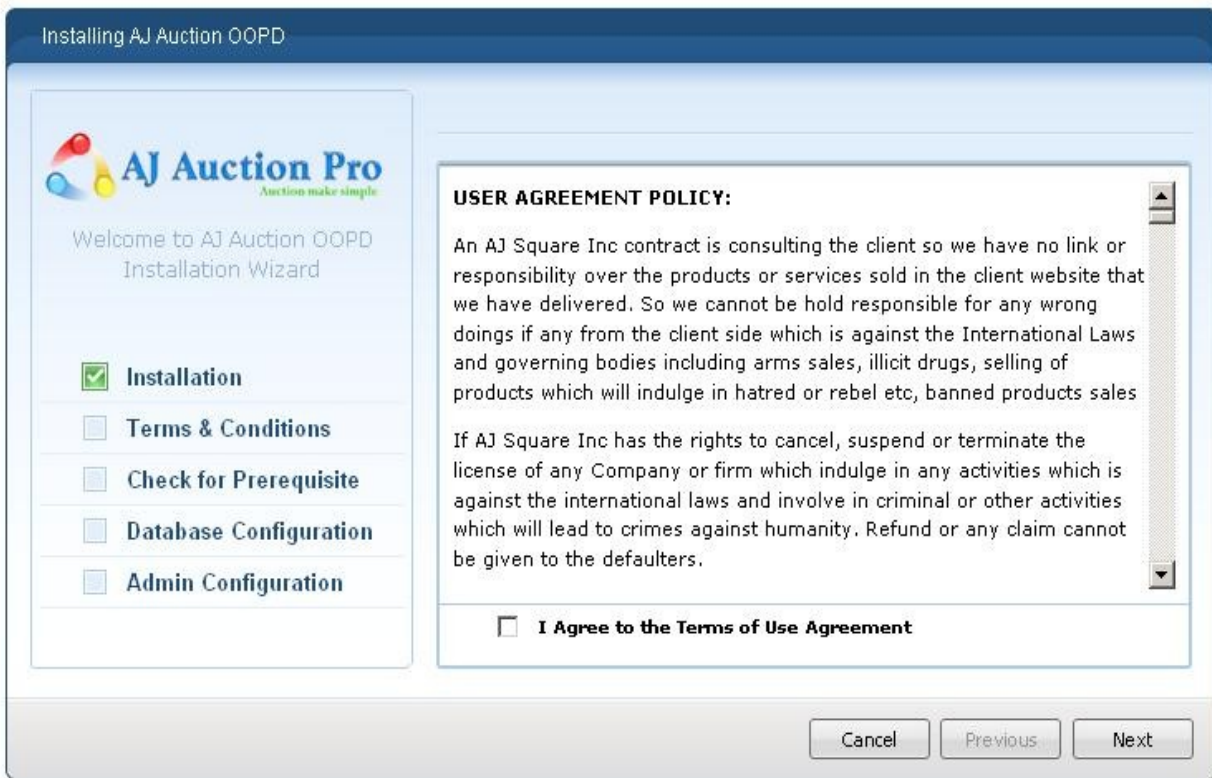 Installing AJ Auction OOPD
AJ Auction Pro
Auction make simple
Welcome to AJ Auction OOPD
Installation Wizard
Installation
Terms & Conditions
Check for Prerequisite
Database Configuration
Admin Configuration
USER AGREEMENT POLICY:
An AJ Square Inc contract is consulting the client so we have no link or
responsibility over the products or services sold in the client website that
we have delivered. So we cannot be hold responsible for any wrong
doings if any from the client side which is against the International Laws
and governing bodies including arms sales, illicit drugs, selling of
products which will indulge in hatred or rebel etc, banned products sales
If AJ Square Inc has the rights to cancel, suspend or terminate the
license of any Company or firm which indulge in any activities which is
against the international laws and involve in criminal or other activities
which will lead to crimes against humanity. Refund or any claim cannot
be given to the defaulters.
I Agree to the Terms of Use Agreement
Cancel
Previous
Next